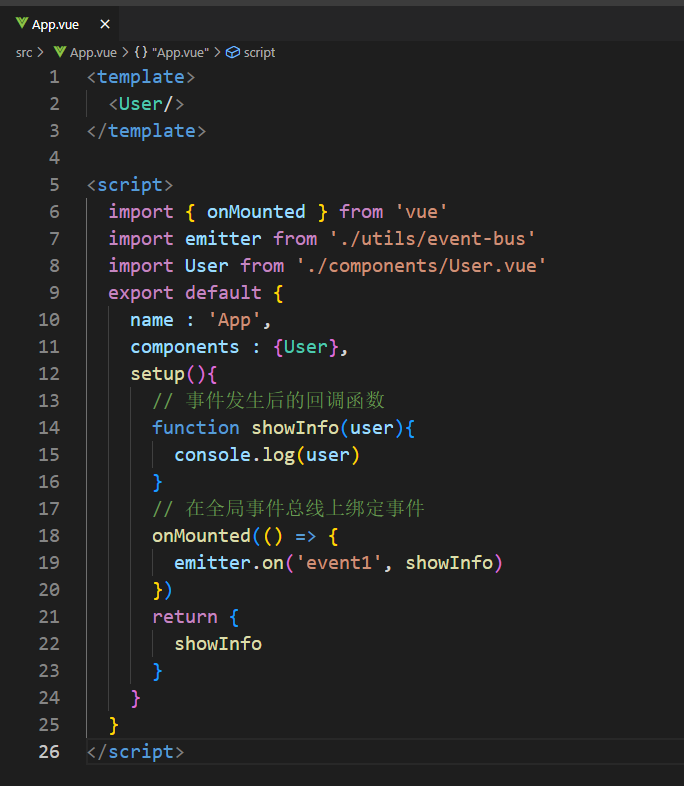 App.vue ×
src > App.vue > {} "App.vue" > script
1 <template>
2   <User/>
3 </template>
4
5 <script>
6   import { onMounted } from 'vue'
7   import emitter from './utils/event-bus'
8   import User from './components/User.vue'
9   export default {
10     name : 'App',
11     components : {User},
12     setup(){
13       // 事件发生后的回调函数
14       function showInfo(user){
15         console.log(user)
16       }
17       // 在全局事件总线上绑定事件
18       onMounted(() => {
19         emitter.on('event1', showInfo)
20       })
21       return {
22         showInfo
23       }
24     }
25   }
26 </script>